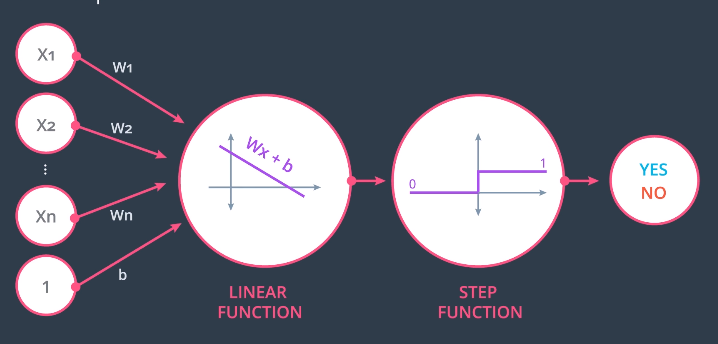 X1
W1
X2
W2
Xn
Wn
1
b
Wx + b
LINEAR
FUNCTION
0
1
STEP
FUNCTION
YES
NO